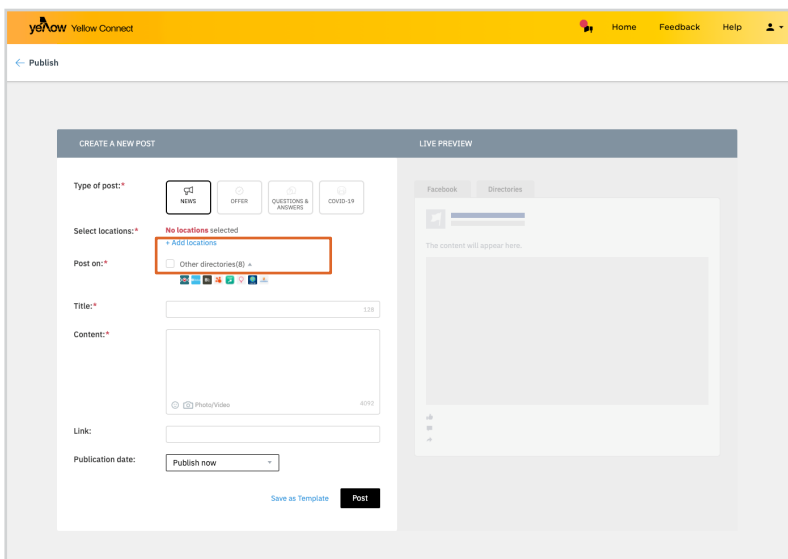 yellow Yellow Connect
Home Feedback Help
Publish
CREATE A NEW POST
LIVE PREVIEW
Type of post:*
NEWS
OFFER
QUESTIONS & ANSWERS
COVID-19
Facebook Directories
Select locations:*
No locations selected
+ Add locations
The content will appear here.
Post on:*
Other directories(8)
Title:*
128
Content:*
Photo/Video
4092
Link:
Publication date:
Publish now
Save as Template
Post